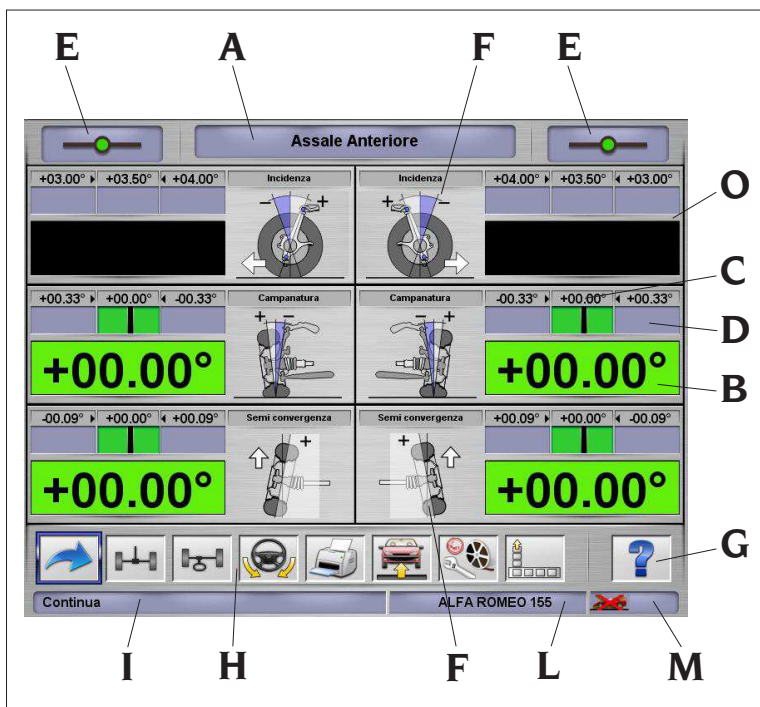 E A F E
Assale Anteriore
+03.00° +03.50° +04.00° Incidenza Incidenza +04.00° +03.50° +03.00°
O
C
+00.33° +00.00° -00.33° Campanatura Campanatura -00.33° +00.00° +00.33°
D
+00.00° +00.00°
B
-00.09° +00.00° +00.09° Semi convergenza Semi convergenza +00.09° +00.00° -00.09°
+00.00° +00.00°
G
Continua ALFA ROMEO 155
I H F L M